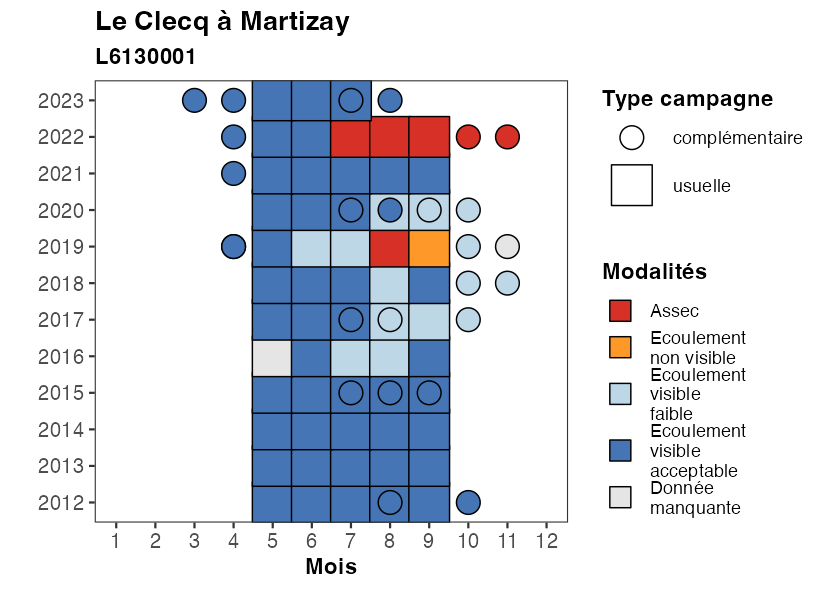 Le Clecq à Martizay
L6130001
2023
2022
2021
2020
2019
2018
2017
2016
2015
2014
2013
2012
1 2 3 4 5 6 7 8 9 10 11 12
Mois
Type campagne
complémentaire
usuelle
Modalités
Assec
Ecoulement
non visible
Ecoulement
visible
faible
Ecoulement
visible
acceptable
Donnée
manquante